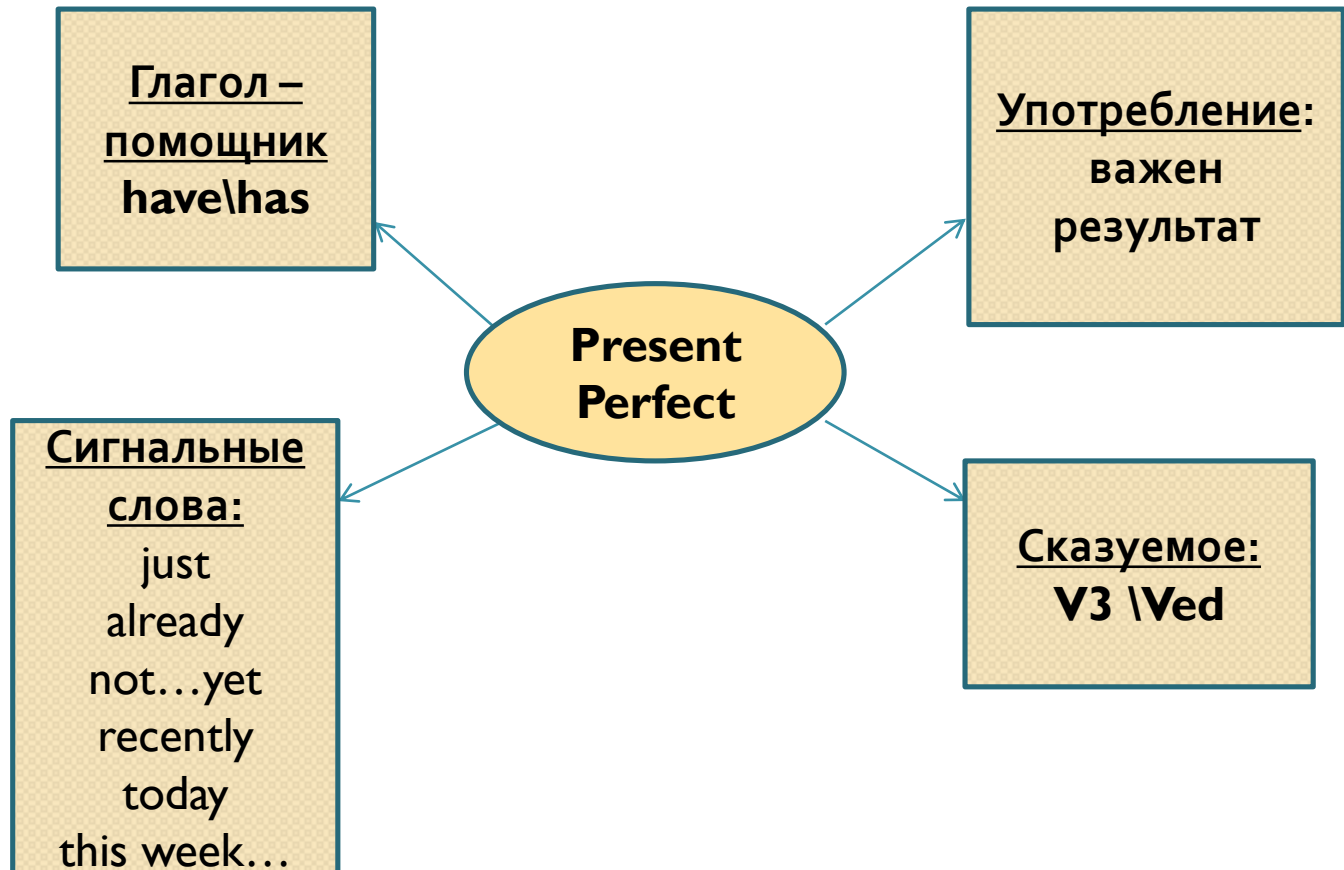 Глагол –
помощник
have\has
Употребление:
важен
результат
Present
Perfect
Сигнальные
слова:
just
already
not…yet
recently
today
this week…
Сказуемое:
V3 \Ved